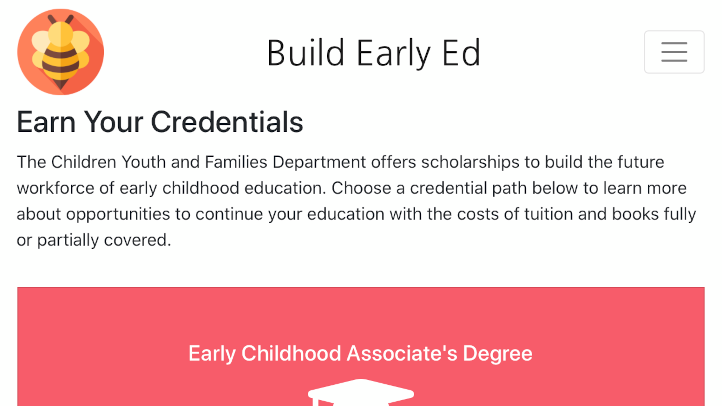 Build Early Ed
Earn Your Credentials
The Children Youth and Families Department offers scholarships to build the future
workforce of early childhood education. Choose a credential path below to learn more
about opportunities to continue your education with the costs of tuition and books fully
or partially covered.
Early Childhood Associate's Degree